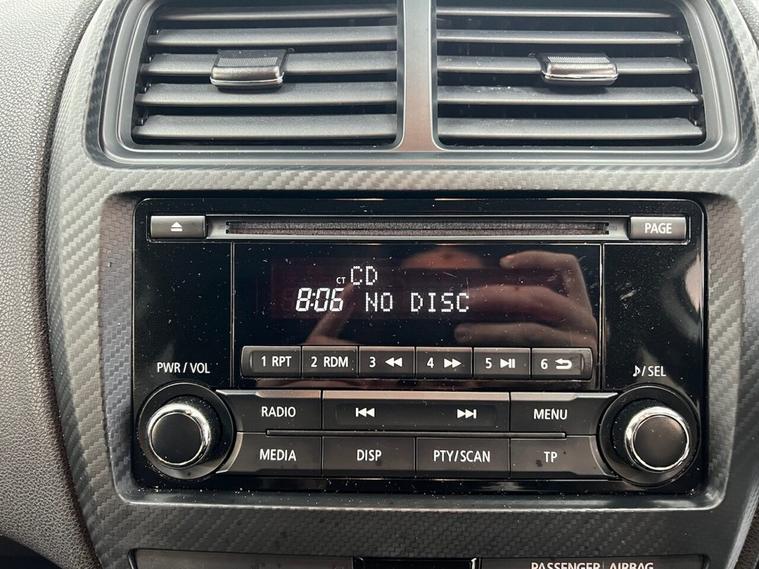 PAGE
CT CD
8:06 NO DISC
PWR / VOL
♪/SEL
1 RPT 2 RDM 3 4 5 6
RADIO MENU
MEDIA DISP PTY/SCAN TP
PASSENGER AIRBAG